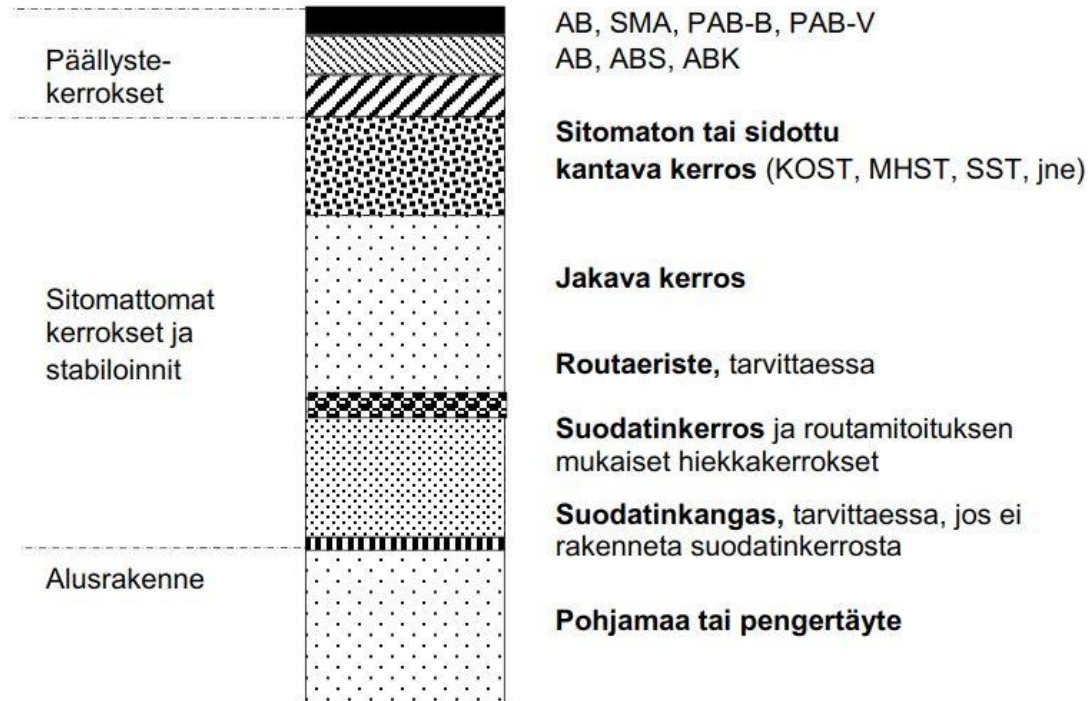 Päällyste-
kerrokset
AB, SMA, PAB-B, PAB-V
AB, ABS, ABK
Sitomattomat
kerrokset ja
stabiloinnit
Sitomaton tai sidottu
kantava kerros (KOST, MHST, SST, jne)
Jakava kerros
Routaeriste, tarvittaessa
Suodatinkerros ja routamitoituksen
mukaiset hiekkakerrokset
Suodatinkangas, tarvittaessa, jos ei
rakenneta suodatinkerrosta
Alusrakenne
Pohjamaa tai pengertäyte